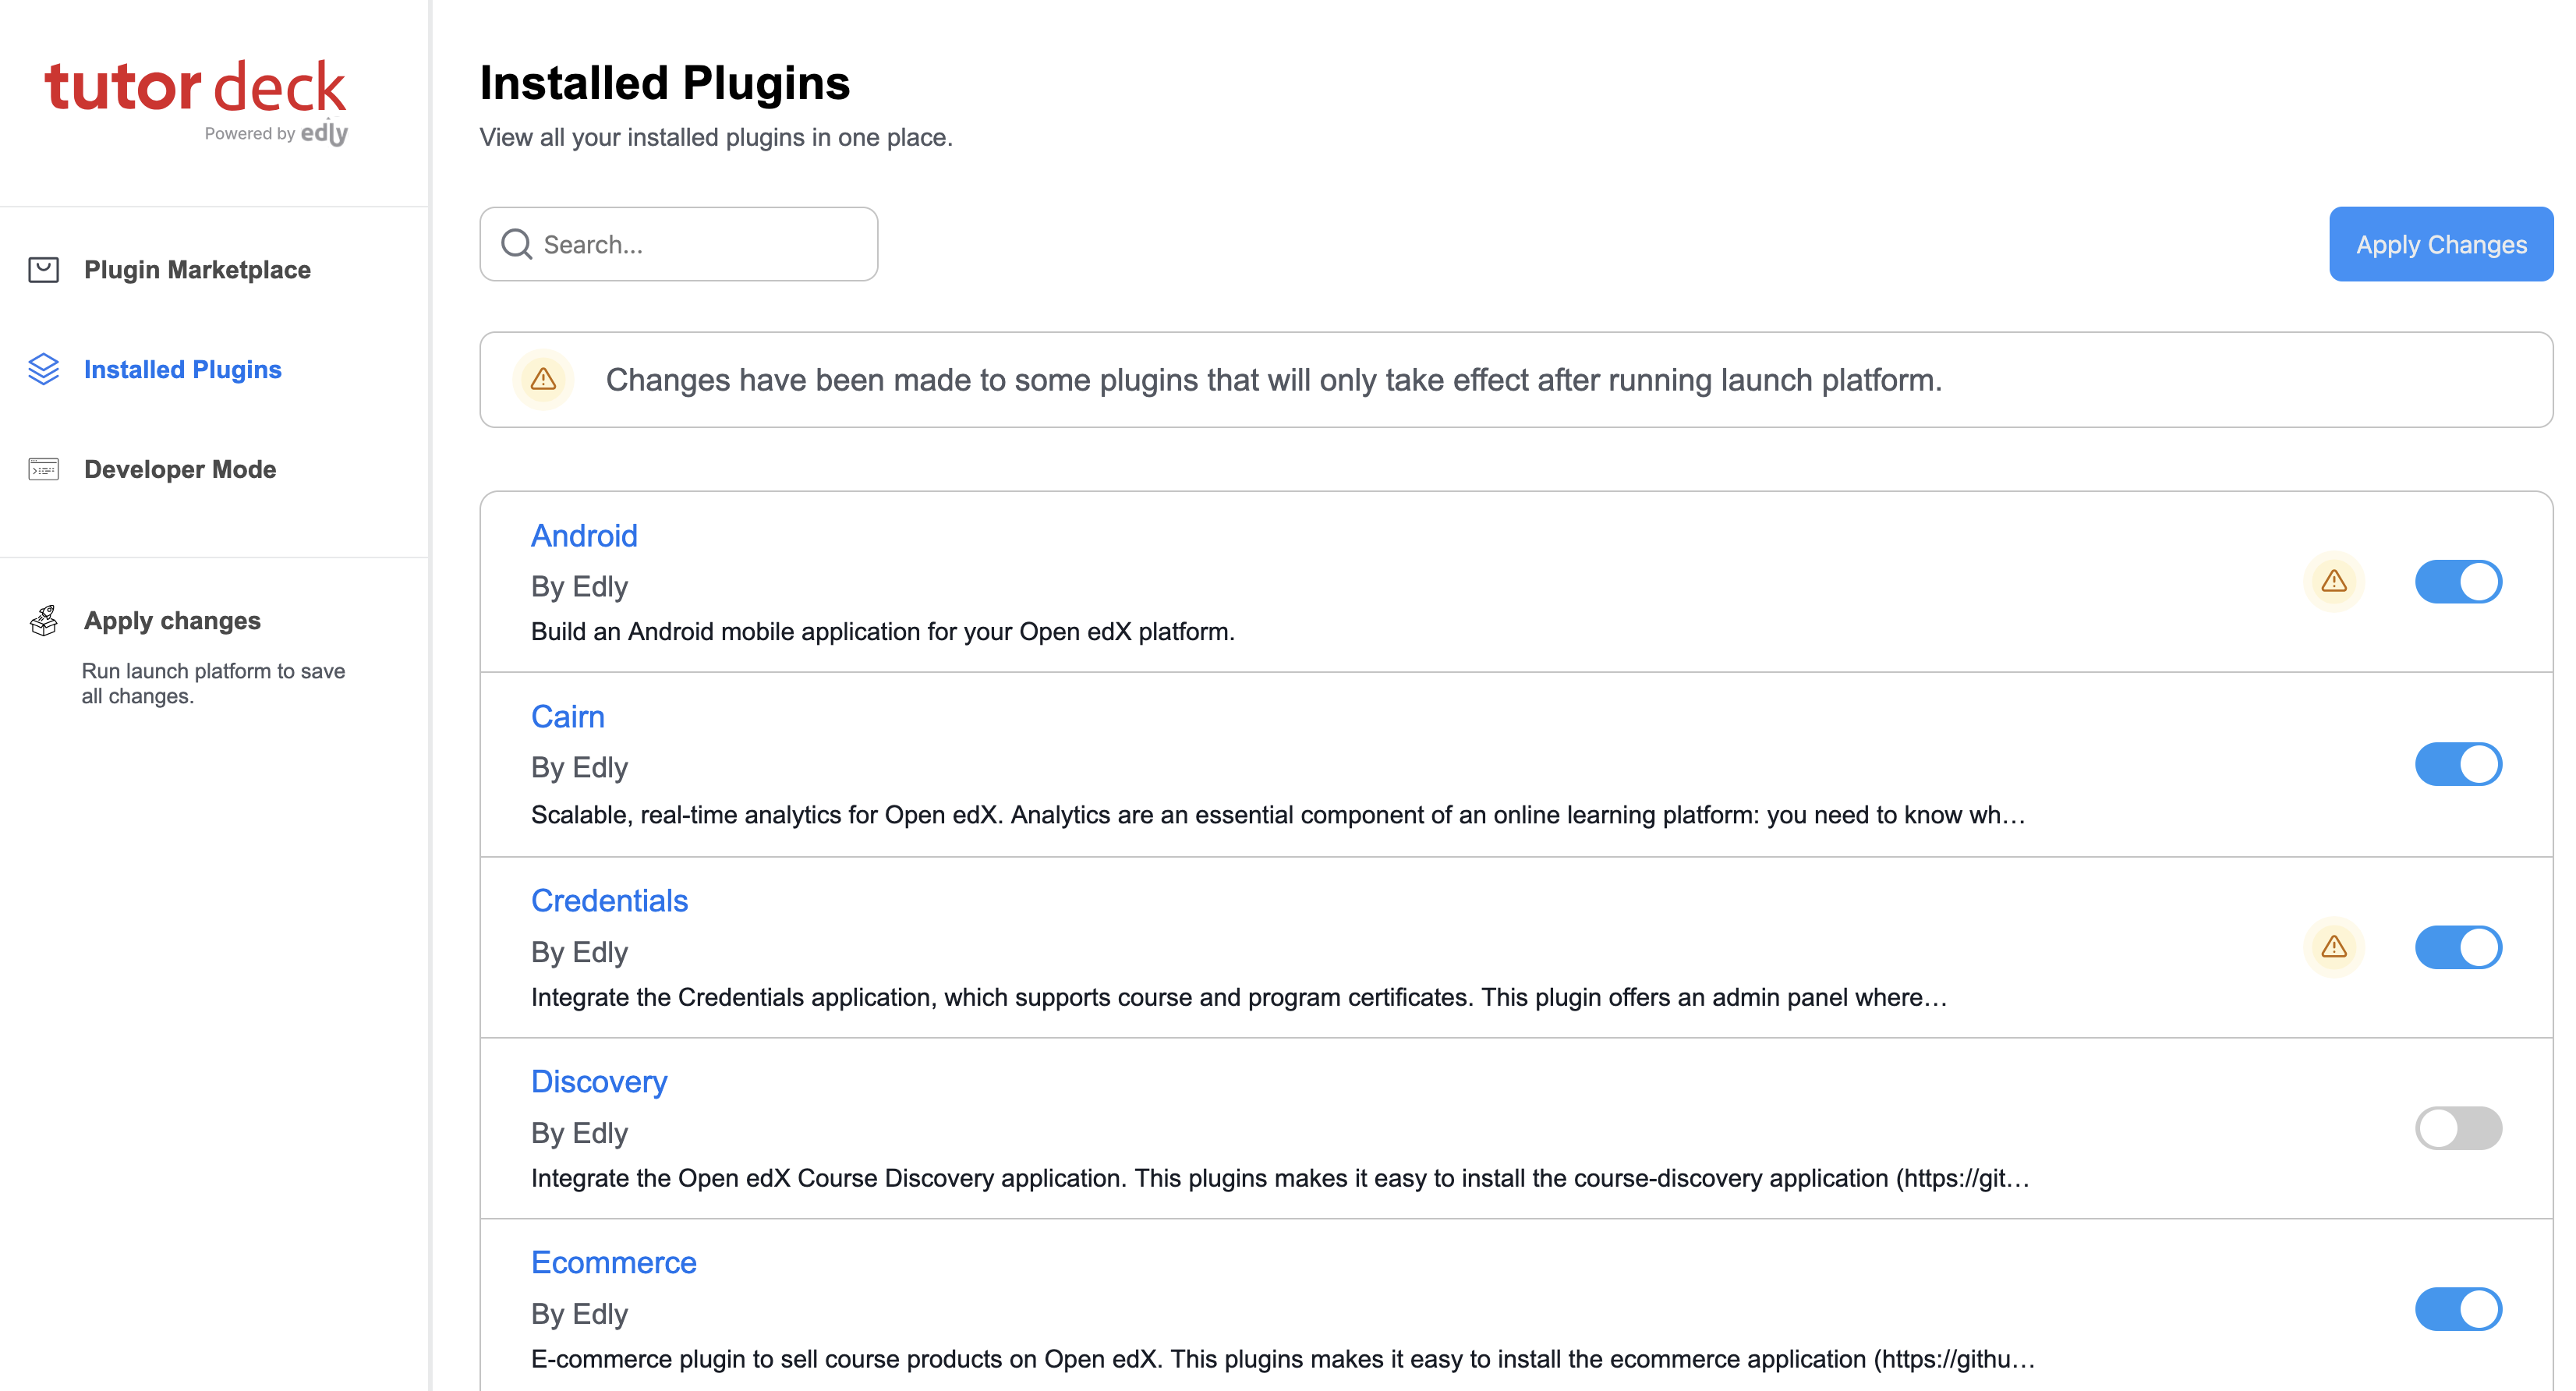 tutor deck
Powered by edly
Plugin Marketplace
Installed Plugins
Developer Mode
Apply changes
Run launch platform to save
all changes.
Installed Plugins
View all your installed plugins in one place.
Search...
Apply Changes
Changes have been made to some plugins that will only take effect after running launch platform.
Android
By Edly
Build an Android mobile application for your Open edX platform.
Cairn
By Edly
Scalable, real-time analytics for Open edX. Analytics are an essential component of an online learning platform: you need to know wh…
Credentials
By Edly
Integrate the Credentials application, which supports course and program certificates. This plugin offers an admin panel where…
Discovery
By Edly
Integrate the Open edX Course Discovery application. This plugins makes it easy to install the course-discovery application (https://git…
Ecommerce
By Edly
E-commerce plugin to sell course products on Open edX. This plugins makes it easy to install the ecommerce application (https://githu…